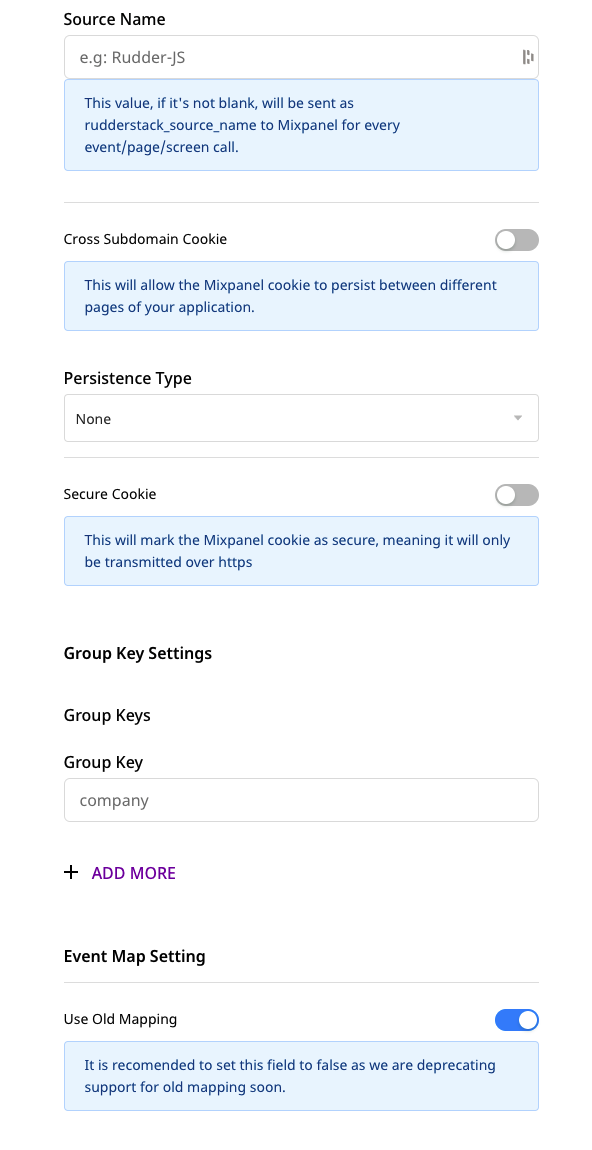 Source Name
e.g: Rudder-JS
This value, if it's not blank, will be sent as
rudderstack_source_name to Mixpanel for every
event/page/screen call.
Cross Subdomain Cookie
This will allow the Mixpanel cookie to persist between different
pages of your application.
Persistence Type
None
Secure Cookie
This will mark the Mixpanel cookie as secure, meaning it will only
be transmitted over https
Group Key Settings
Group Keys
Group Key
company
ADD MORE
Event Map Setting
Use Old Mapping
It is recomended to set this field to false as we are deprecating
support for old mapping soon.